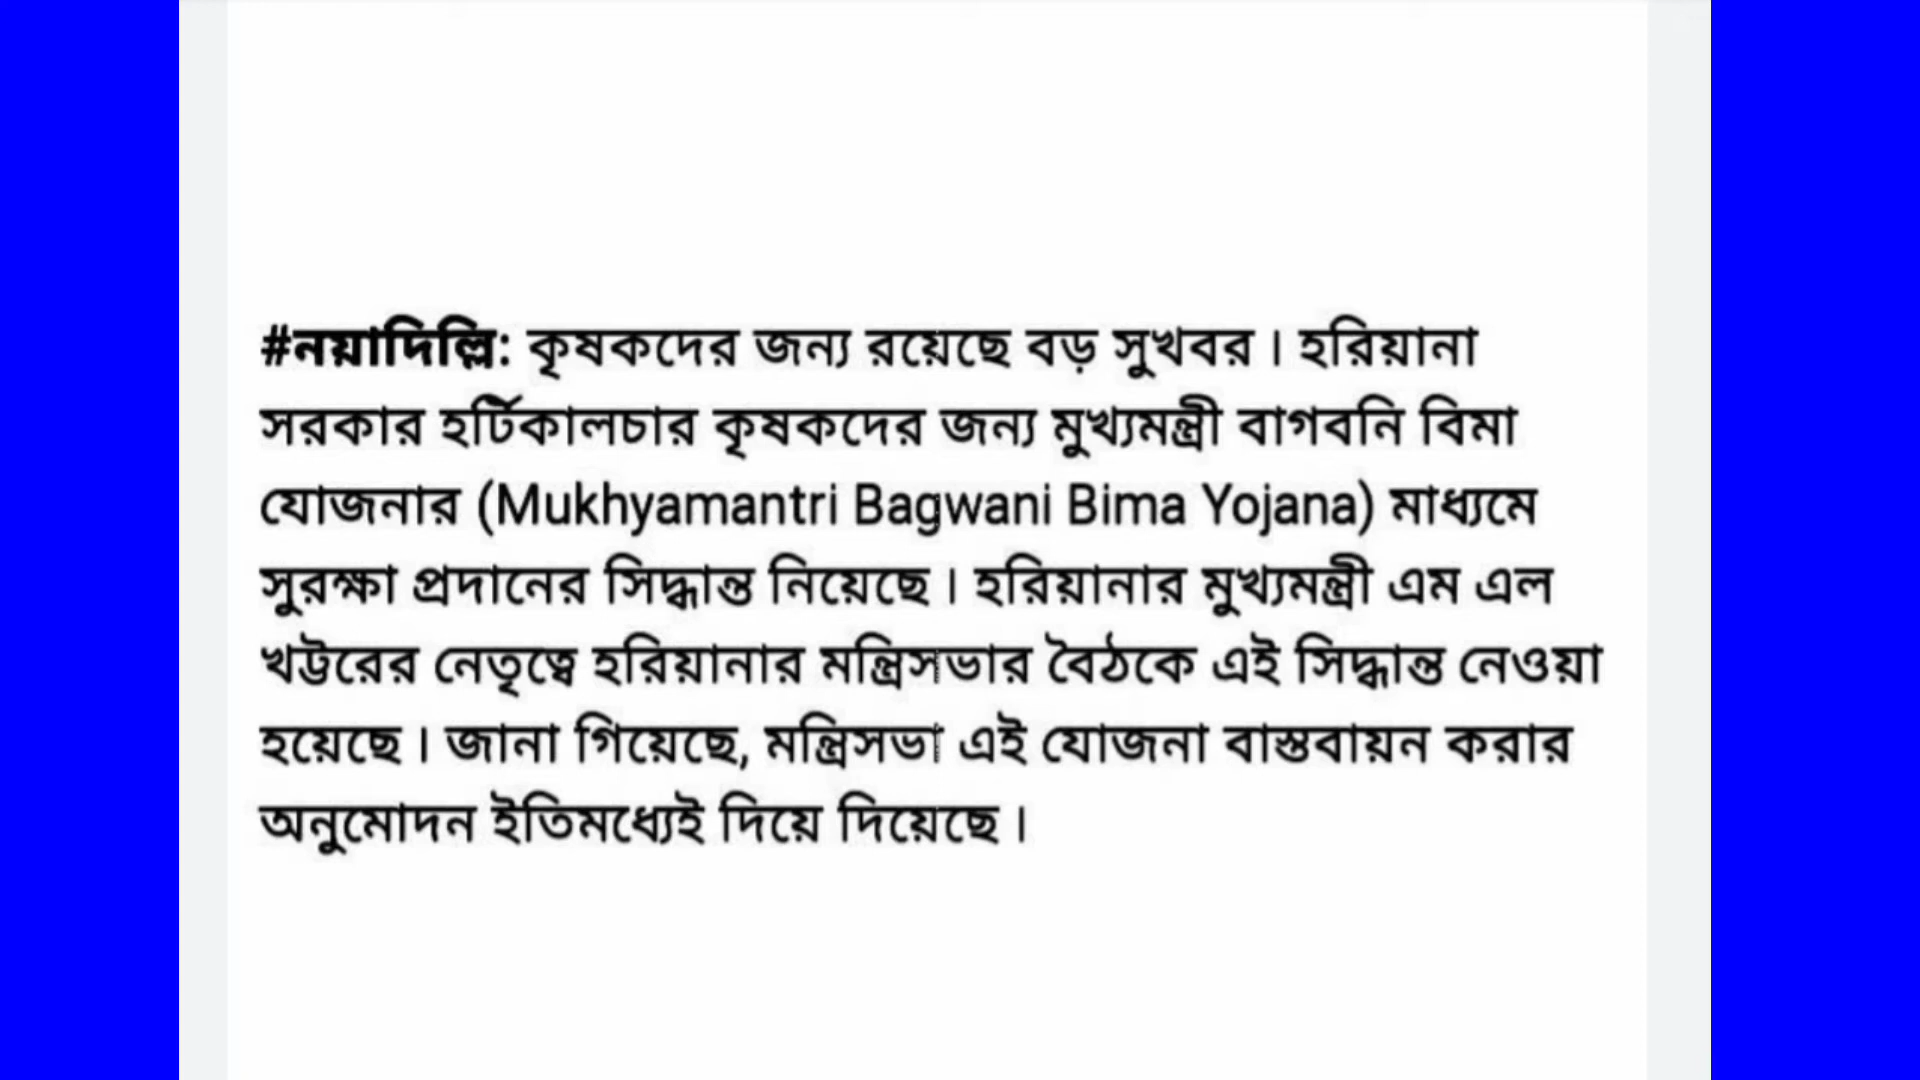 #নয়াদিল্লি: কৃষকদের জন্য রয়েছে বড় সুখবর। হরিয়ানা
সরকার হর্টিকালচার কৃষকদের জন্য মুখ্যমন্ত্রী বাগবনি বিমা
যোজনার (Mukhyamantri Bagwani Bima Yojana) মাধ্যমে
সুরক্ষা প্রদানের সিদ্ধান্ত নিয়েছে। হরিয়ানার মুখ্যমন্ত্রী এম এল
খট্টরের নেতৃত্বে হরিয়ানার মন্ত্রিসভার বৈঠকে এই সিদ্ধান্ত নেওয়া
হয়েছে। জানা গিয়েছে, মন্ত্রিসভা এই যোজনা বাস্তবায়ন করার
অনুমোদন ইতিমধ্যেই দিয়ে দিয়েছে।